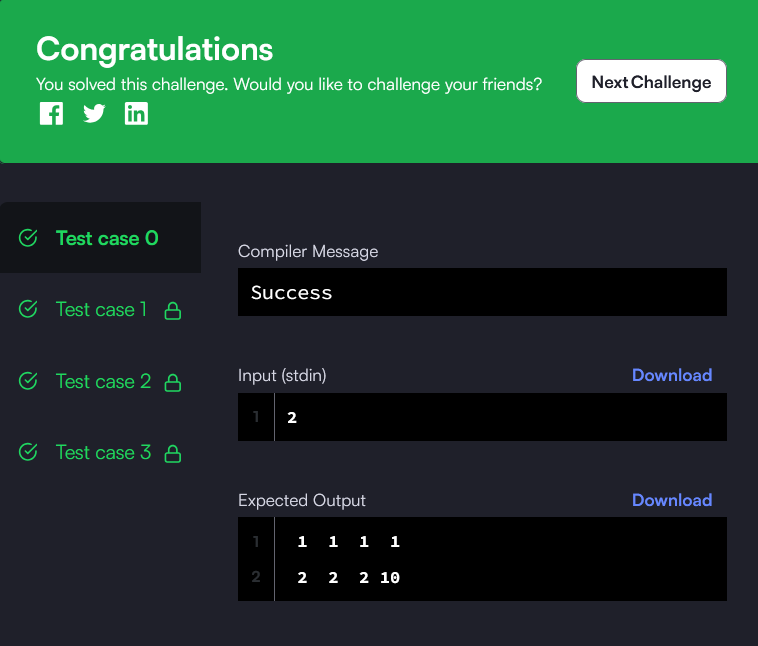 Congratulations
You solved this challenge. Would you like to challenge your friends?
Next Challenge
Test case 0
Test case 1
Test case 2
Test case 3
Compiler Message
Success
Input (stdin)
Download
1 2
Expected Output
Download
1 1 1 1 1
2 2 2 2 10